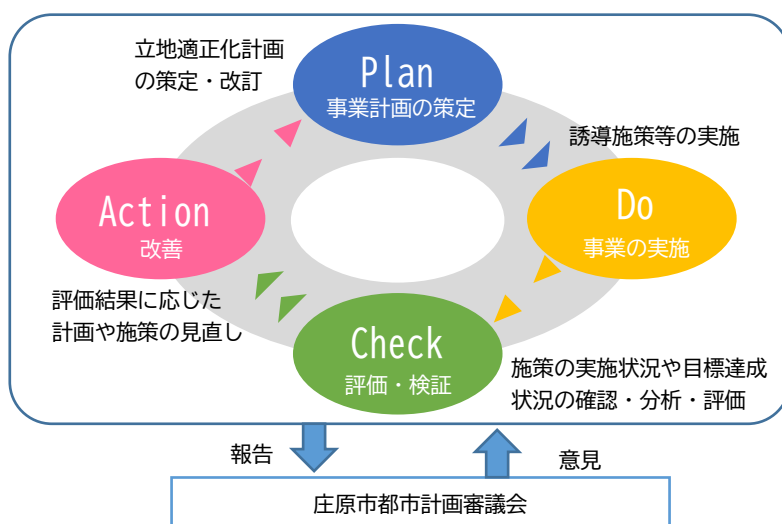 立地適正化計画
の策定・改訂
Plan
事業計画の策定
誘導施策等の実施
Do
事業の実施
Action
改善
評価結果に応じた
計画や施策の見直し
Check
評価・検証
施策の実施状況や目標達成
状況の確認・分析・評価
報告
意見
庄原市都市計画審議会